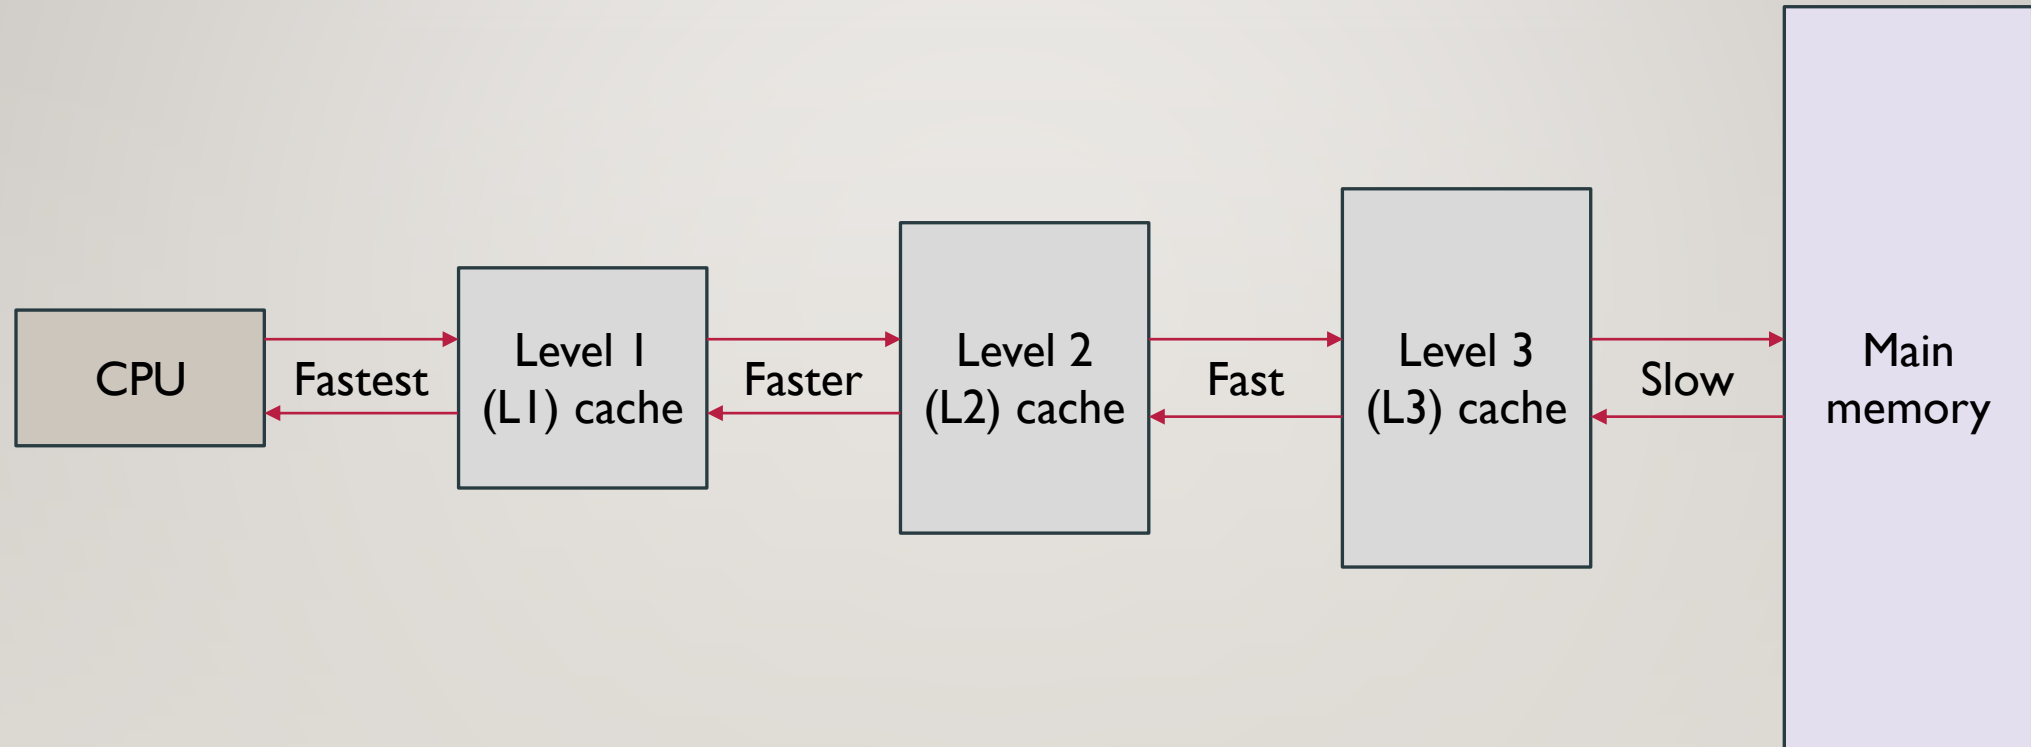 CPU
Fastest
Level 1
(L1) cache
Faster
Level 2
(L2) cache
Fast
Level 3
(L3) cache
Slow
Main
memory